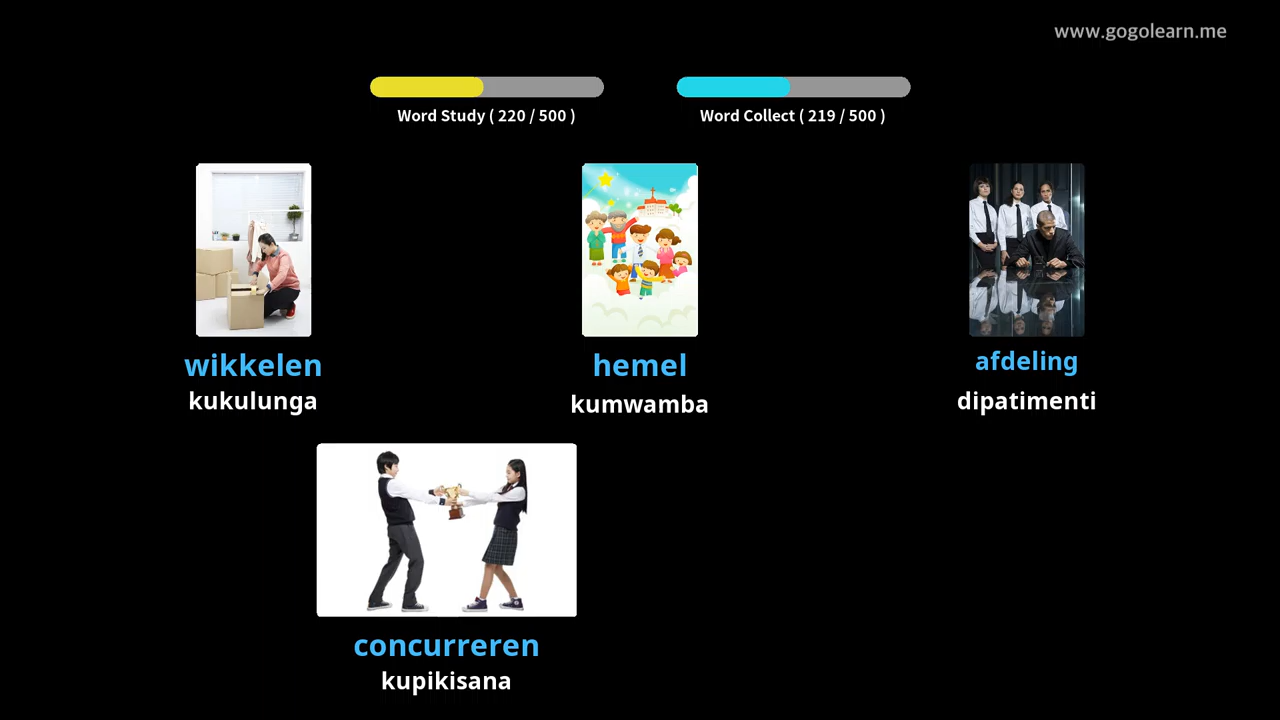 www.gogolearn.me
Word Study ( 220 / 500 )
Word Collect ( 219 / 500 )
wikkelen
kukulunga
hemel
kumwamba
afdeling
dipatimenti
concurreren
kupikisana